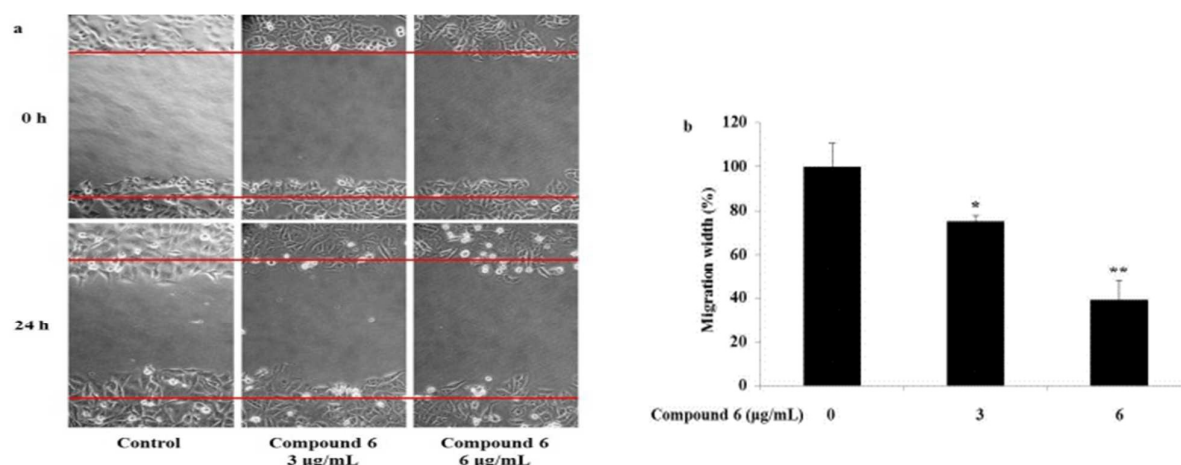 a
0 h
24 h
Control
Compound 6
3 µg/mL
Compound 6
6 µg/mL
b
Migration width (%)
120
100
80
60
40
20
0
*
**
Compound 6 (µg/mL) 0 3 6